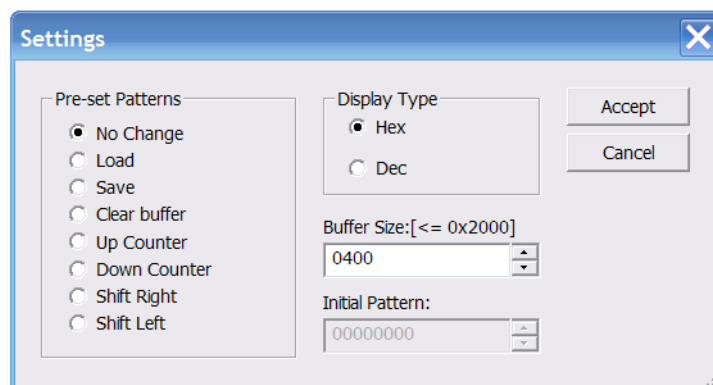 Settings
Pre-set Patterns
No Change
Load
Save
Clear buffer
Up Counter
Down Counter
Shift Right
Shift Left
Display Type
Hex
Dec
Buffer Size:[<= 0x2000]
0400
Initial Pattern:
00000000
Accept
Cancel